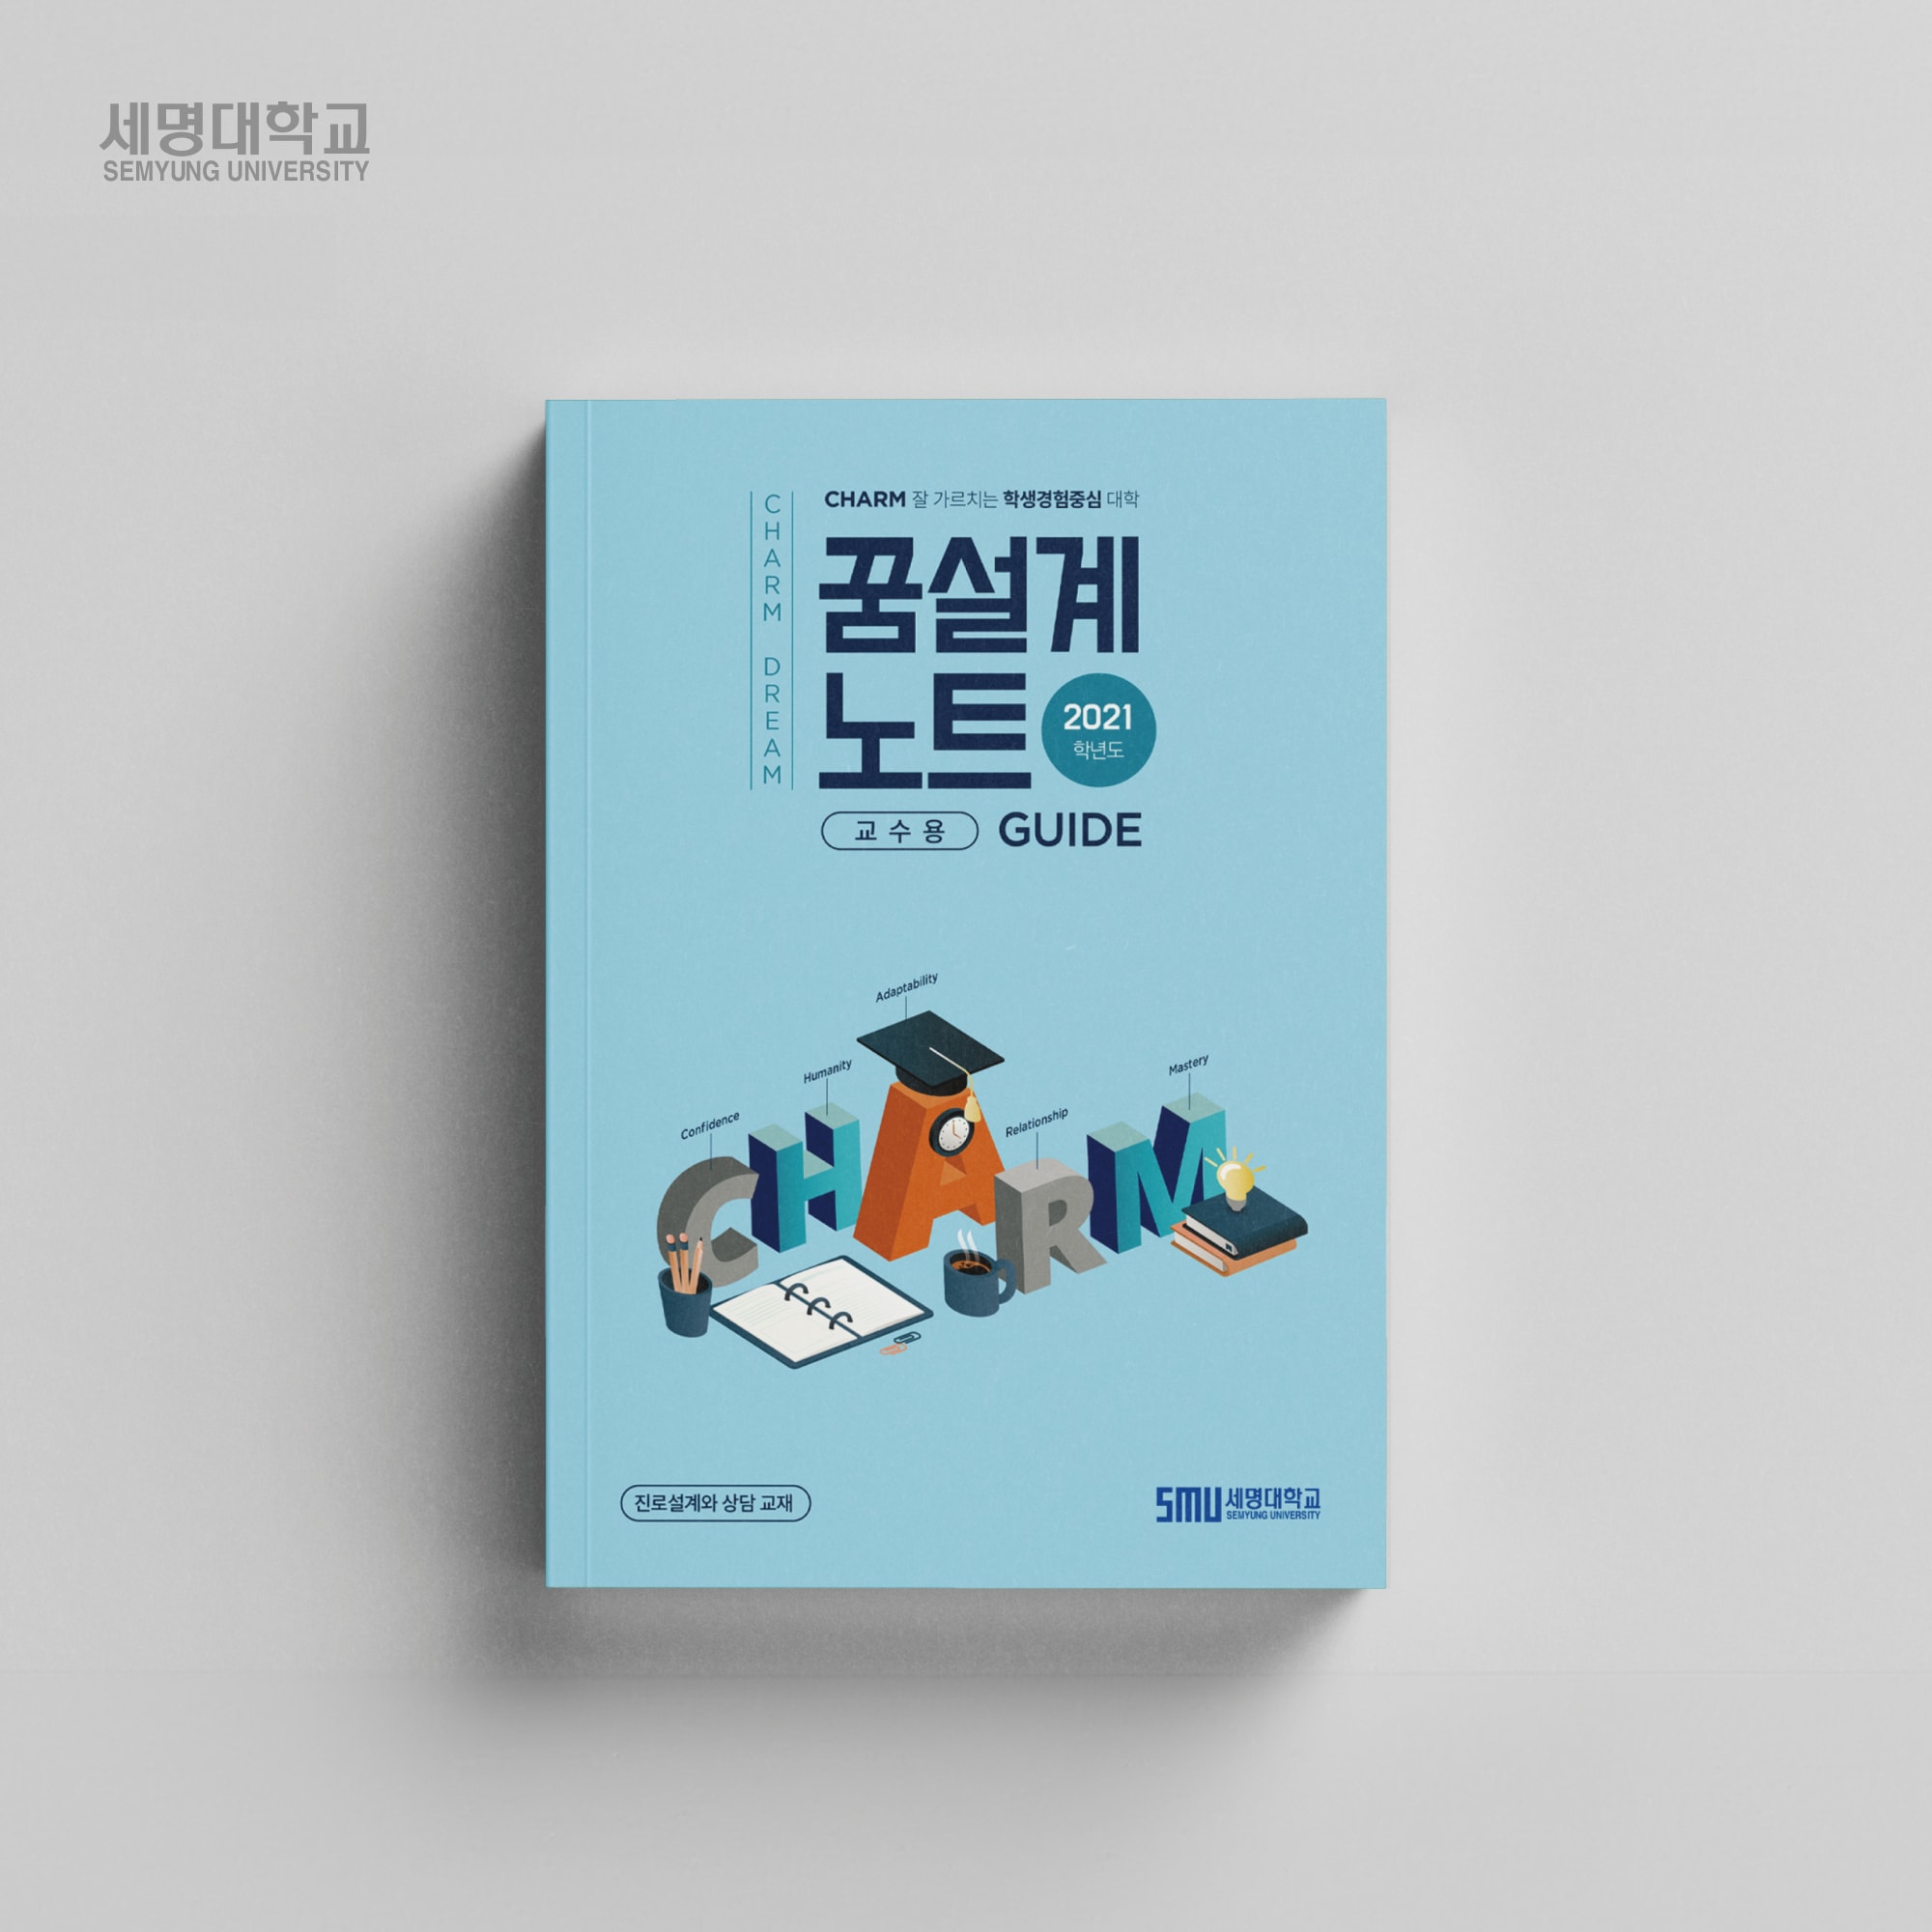 세명대학교
SEMYUNG UNIVERSITY
CHARM DREAM
CHARM 잘 가르치는 학생경험중심 대학
꿈설계
노트
2021
학년도
교수용 GUIDE
Adaptability
Humanity
Mastery
Confidence
Relationship
CHARM
진로설계와 상담 교재
SMU 세명대학교
SEMYUNG UNIVERSITY